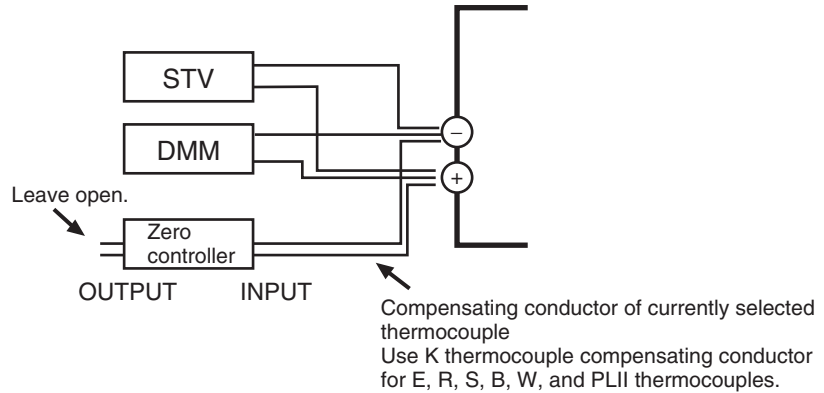 STV
DMM
−
+
Leave open.
Zero
controller
OUTPUT
INPUT
Compensating conductor of currently selected
thermocouple
Use K thermocouple compensating conductor
for E, R, S, B, W, and PLII thermocouples.